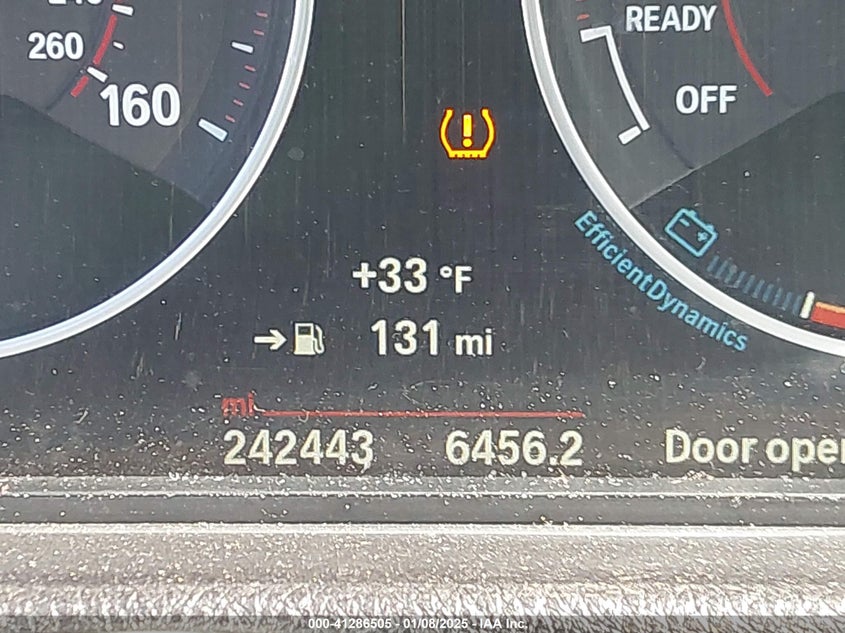 260
160
READY
OFF
+33 °F
131 mi
EfficientDynamics
mi
242443 6456.2 Door open
000-41286505 - 01/08/2025 - IAA Inc.